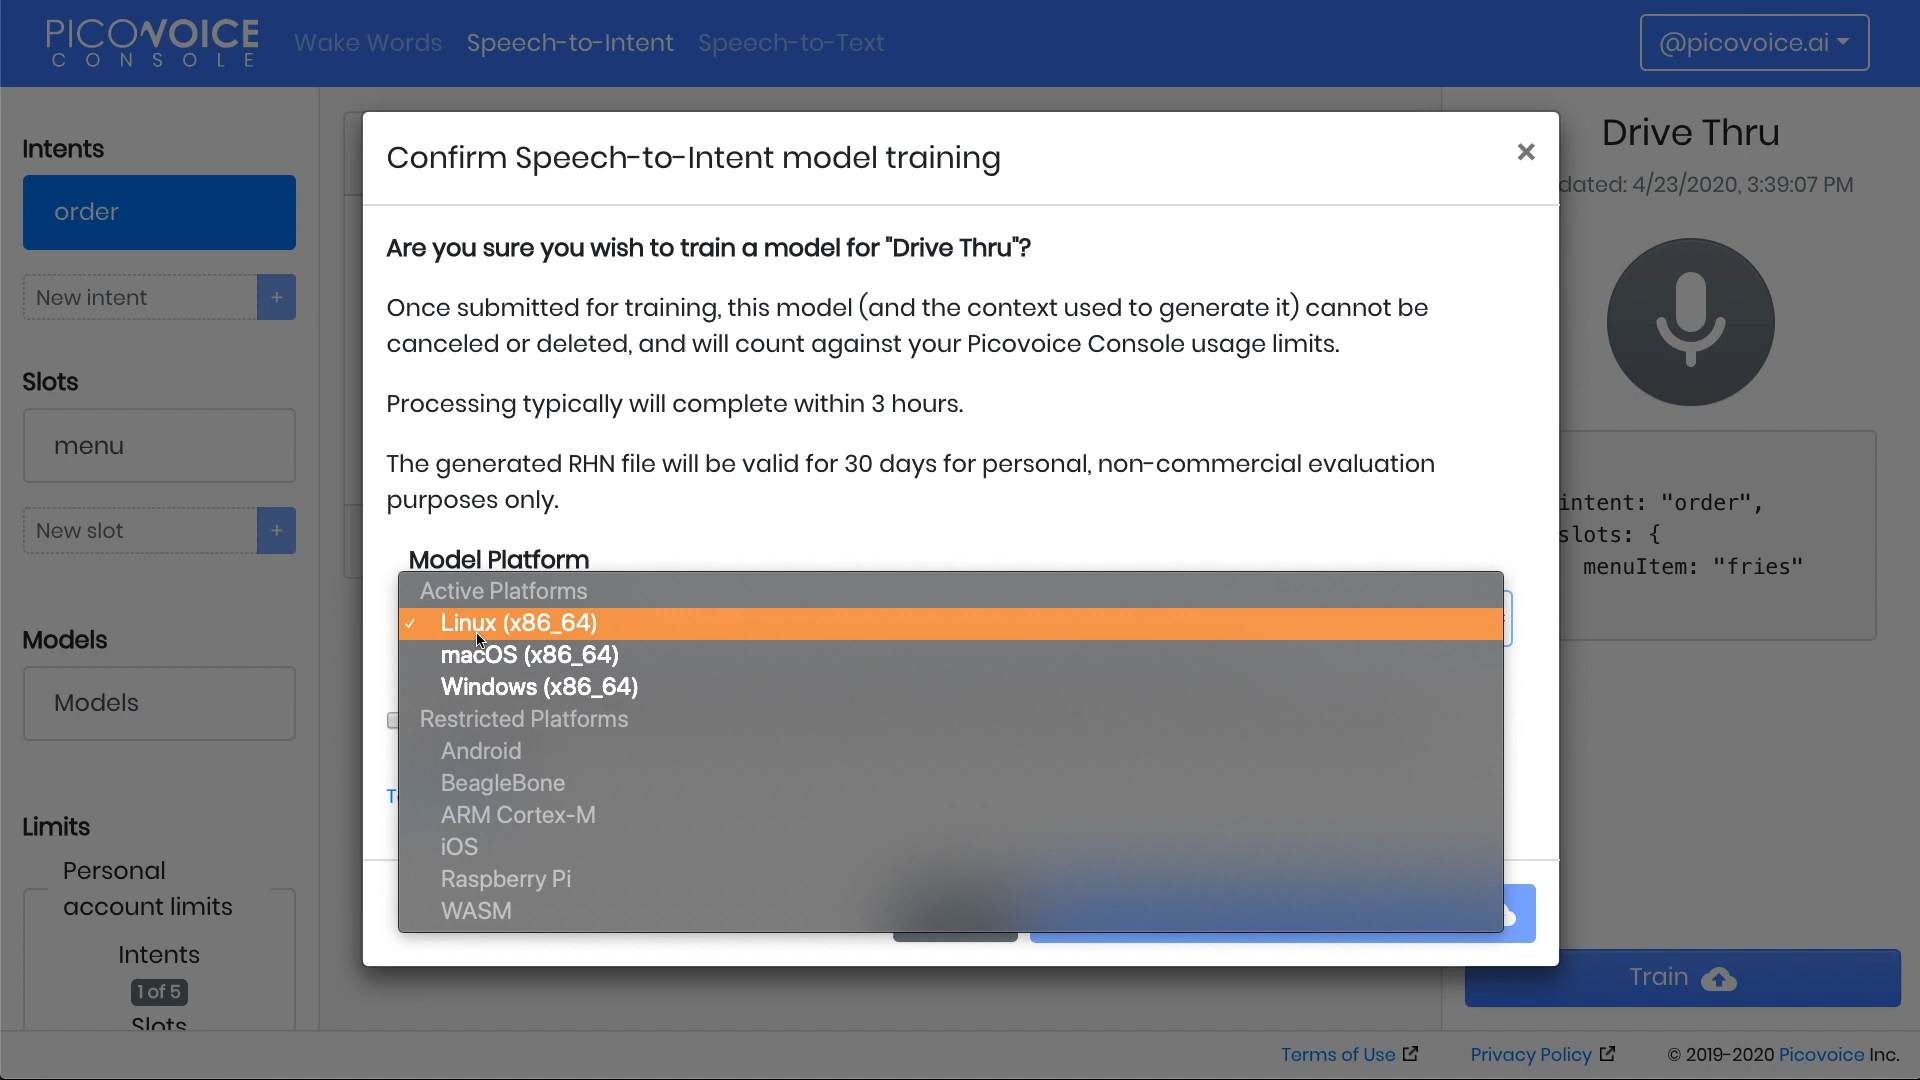 PICOVOICE
CONSOLE
Wake Words
Speech-to-Intent
Speech-to-Text
@picovoice.ai
Intents
order
New intent
+
Slots
menu
New slot
+
Models
Models
Limits
Personal
account limits
Intents
1 of 5
Slots
Confirm Speech-to-Intent model training
×
Are you sure you wish to train a model for "Drive Thru"?
Once submitted for training, this model (and the context used to generate it) cannot be
canceled or deleted, and will count against your Picovoice Console usage limits.
Processing typically will complete within 3 hours.
The generated RHN file will be valid for 30 days for personal, non-commercial evaluation
purposes only.
Model Platform
Active Platforms
✓ Linux (x86_64)
macOS (x86_64)
Windows (x86_64)
Restricted Platforms
Android
BeagleBone
ARM Cortex-M
iOS
Raspberry Pi
WASM
Drive Thru
dated: 4/23/2020, 3:39:07 PM
intent: "order",
slots: {
menuItem: "fries"
Train
Terms of Use
Privacy Policy
© 2019-2020 Picovoice Inc.